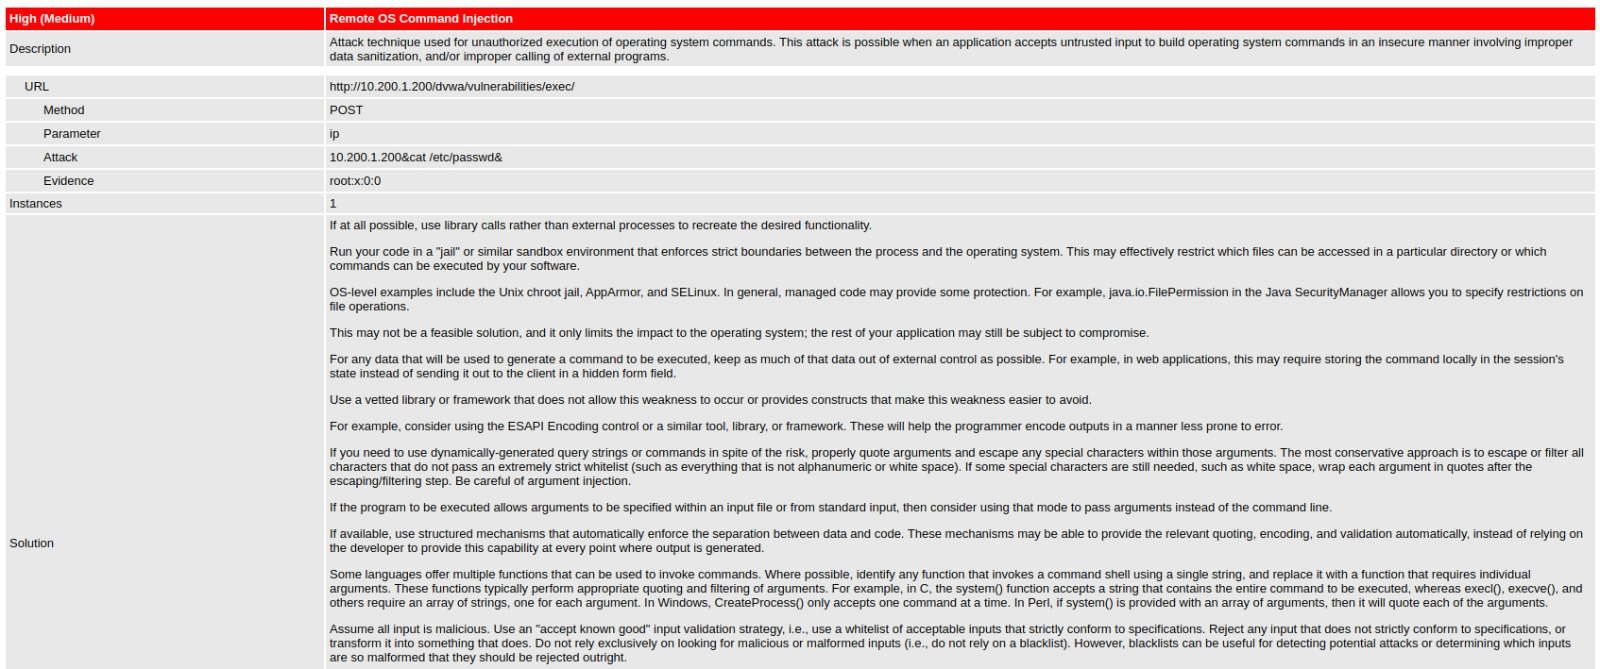 High (Medium) Remote OS Command Injection
Description Attack technique used for unauthorized execution of operating system commands. This attack is possible when an application accepts untrusted input to build operating system commands in an insecure manner involving improper
data sanitization, and/or improper calling of external programs.
URL http://10.200.1.200/dvwa/vulnerabilities/exec/
Method POST
Parameter ip
Attack 10.200.1.200&cat /etc/passwd&
Evidence root:x:0:0
Instances 1
Solution
If at all possible, use library calls rather than external processes to recreate the desired functionality.
Run your code in a "jail" or similar sandbox environment that enforces strict boundaries between the process and the operating system. This may effectively restrict which files can be accessed in a particular directory or which
commands can be executed by your software.
OS-level examples include the Unix chroot jail, AppArmor, and SELinux. In general, managed code may provide some protection. For example, java.io.FilePermission in the Java SecurityManager allows you to specify restrictions on
file operations.
This may not be a feasible solution, and it only limits the impact to the operating system; the rest of your application may still be subject to compromise.
For any data that will be used to generate a command to be executed, keep as much of that data out of external control as possible. For example, in web applications, this may require storing the command locally in the session's
state instead of sending it out to the client in a hidden form field.
Use a vetted library or framework that does not allow this weakness to occur or provides constructs that make this weakness easier to avoid.
For example, consider using the ESAPI Encoding control or a similar tool, library, or framework. These will help the programmer encode outputs in a manner less prone to error.
If you need to use dynamically-generated query strings or commands in spite of the risk, properly quote arguments and escape any special characters within those arguments. The most conservative approach is to escape or filter all
characters that do not pass an extremely strict whitelist (such as everything that is not alphanumeric or white space). If some special characters are still needed, such as white space, wrap each argument in quotes after the
escaping/filtering step. Be careful of argument injection.
If the program to be executed allows arguments to be specified within an input file or from standard input, then consider using that mode to pass arguments instead of the command line.
If available, use structured mechanisms that automatically enforce the separation between data and code. These mechanisms may be able to provide the relevant quoting, encoding, and validation automatically, instead of relying on
the developer to provide this capability at every point where output is generated.
Some languages offer multiple functions that can be used to invoke commands. Where possible, identify any function that invokes a command shell using a single string, and replace it with a function that requires individual
arguments. These functions typically perform appropriate quoting and filtering of arguments. For example, in C, the system() function accepts a string that contains the entire command to be executed, whereas execl(), execve(), and
others require an array of strings, one for each argument. In Windows, CreateProcess() only accepts one command at a time. In Perl, if system() is provided with an array of arguments, then it will quote each of the arguments.
Assume all input is malicious. Use an "accept known good" input validation strategy, i.e., use a whitelist of acceptable inputs that strictly conform to specifications. Reject any input that does not strictly conform to specifications, or
transform it into something that does. Do not rely exclusively on looking for malicious or malformed inputs (i.e., do not rely on a blacklist). However, blacklists can be useful for detecting potential attacks or determining which inputs
are so malformed that they should be rejected outright.